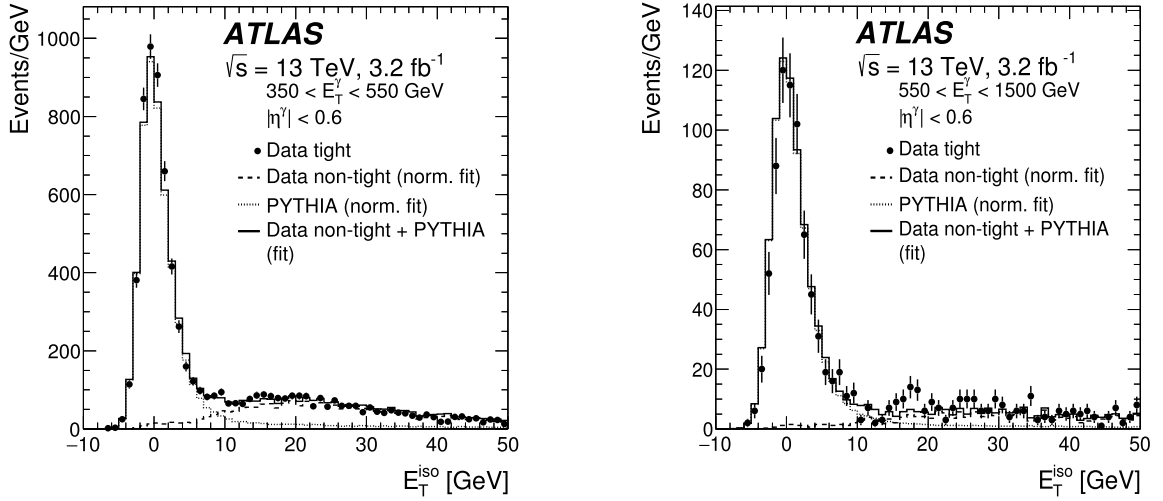 Events/GeV
1000
800
600
400
200
0
ATLAS
√s = 13 TeV, 3.2 fb⁻¹
350 < E_T^γ < 550 GeV
|η^γ| < 0.6
Data tight
Data non-tight (norm. fit)
PYTHIA (norm. fit)
Data non-tight + PYTHIA
(fit)
−10 0 10 20 30 40 50
E_T^iso [GeV]
Events/GeV
140
120
100
80
60
40
20
0
ATLAS
√s = 13 TeV, 3.2 fb⁻¹
550 < E_T^γ < 1500 GeV
|η^γ| < 0.6
Data tight
Data non-tight (norm. fit)
PYTHIA (norm. fit)
Data non-tight + PYTHIA
(fit)
−10 0 10 20 30 40 50
E_T^iso [GeV]